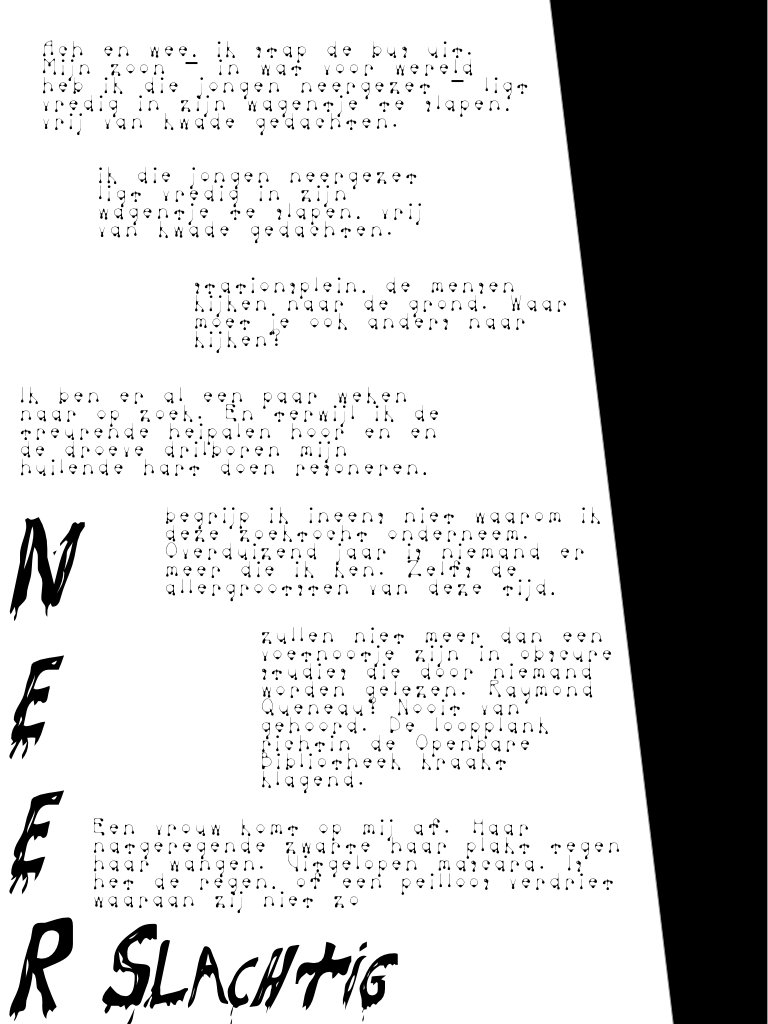 Ach en wee. ik stap de bus uit.
Mijn zoon – in wat voor wereld
heb ik die jongen neergezet – ligt
vredig in zijn wagentje te slapen.
vrij van kwade gedachten.
ik die jongen neergezet
ligt vredig in zijn
wagentje te slapen. vrij
van kwade gedachten.
stationsplein. de mensen
kijken naar de grond. Waar
moet je ook anders naar
kijken?
Ik ben er al een paar weken
naar op zoek. En terwijl ik de
treurende heipalen hoor en en
de droeve drilboren mijn
huilende hart doen resoneren.
begrijp ik ineens niet waarom ik
deze zoektocht onderneem.
Overduizend jaar is niemand er
meer die ik ken. Zelfs de
allergrootsten van deze tijd.
zullen niet meer dan een
voetnootje zijn in obscure
studies die door niemand
worden gelezen. Raymond
Queneau? Nooit van
gehoord. De loopplank
richtin de Openbare
Bibliotheek kraakt
klagend.
Een vrouw komt op mij af. Haar
natgeregende zwarte haar plakt tegen
haar wangen. Uitgelopen mascara. Is
het de regen. of een peilloos verdriet
waaraan zij niet zo
N
E
E
R SLACHTiG